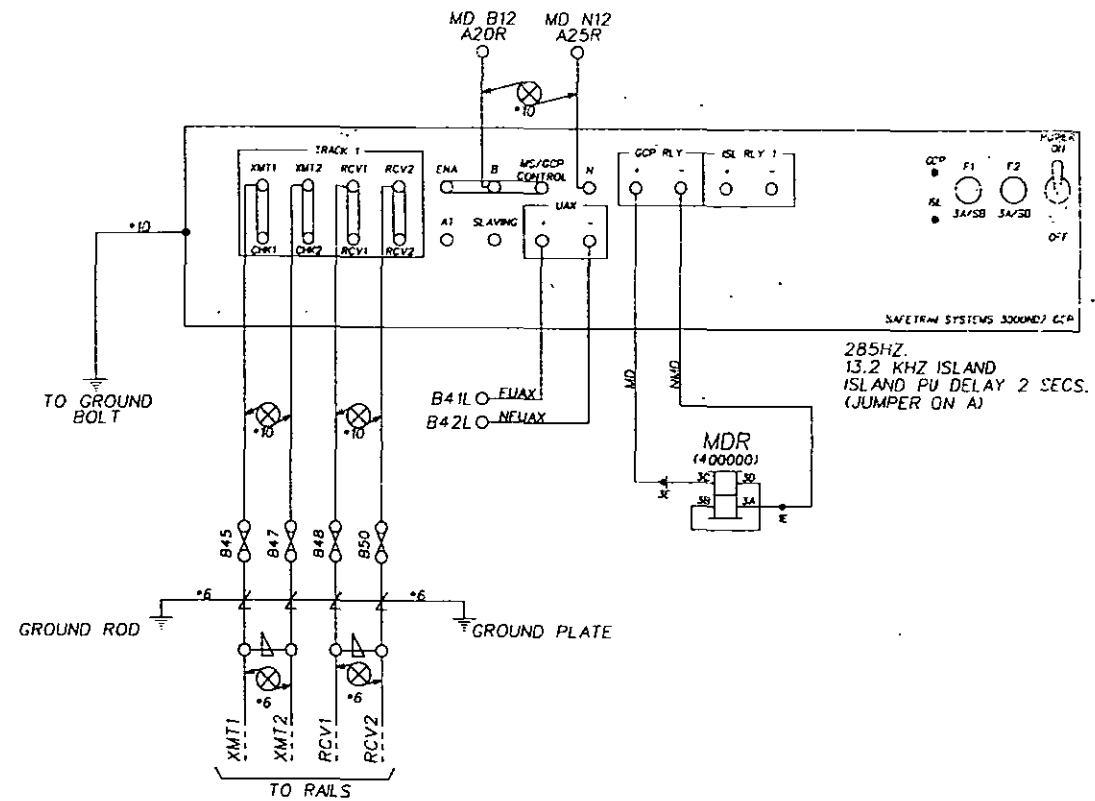 MD B12 MD N12
A20R A25R
*10
TRACK 1
XMT1 XMT2 RCV1 RCV2
CHK1 CHK2 RCV1 RCV2
ENA B MS/GCP CONTROL N
A1 SLAVING
UAX
+ -
GCP RLY
+ -
ISL RLY 1
+ -
GCP
ISL
F1 F2
3A/SB 3A/SB
POWER
ON
OFF
SAFETRAN SYSTEMS 3000ND/ GCP
*10
TO GROUND
BOLT
285HZ.
13.2 KHZ ISLAND
ISLAND PU DELAY 2 SECS.
(JUMPER ON A)
MD NMD
B41L EUAX
B42L NEUAX
MDR
(400000)
3C 3D
3B 3A
3E E
*10 *10
B45 B47 B48 B50
*6 *6
GROUND ROD
GROUND PLATE
*6 *6
XMT1 XMT2 RCV1 RCV2
TO RAILS